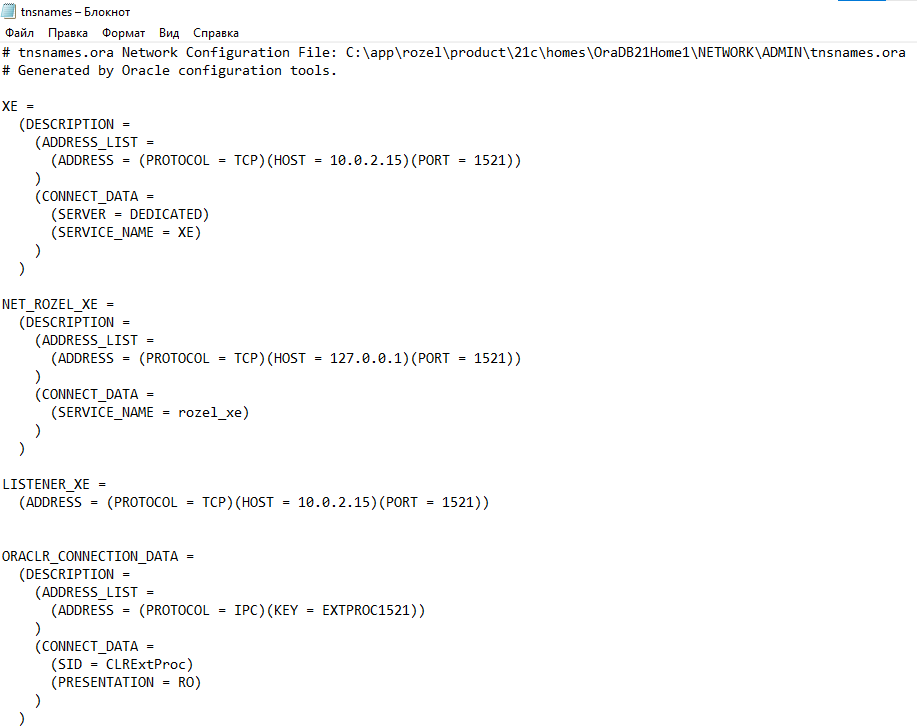 tnsnames – Блокнот
Файл Правка Формат Вид Справка
# tnsnames.ora Network Configuration File: C:\app\rozel\product\21c\homes\OraDB21Home1\NETWORK\ADMIN\tnsnames.ora
# Generated by Oracle configuration tools.

XE =
  (DESCRIPTION =
    (ADDRESS_LIST =
      (ADDRESS = (PROTOCOL = TCP)(HOST = 10.0.2.15)(PORT = 1521))
    )
    (CONNECT_DATA =
      (SERVER = DEDICATED)
      (SERVICE_NAME = XE)
    )
  )

NET_ROZEL_XE =
  (DESCRIPTION =
    (ADDRESS_LIST =
      (ADDRESS = (PROTOCOL = TCP)(HOST = 127.0.0.1)(PORT = 1521))
    )
    (CONNECT_DATA =
      (SERVICE_NAME = rozel_xe)
    )
  )

LISTENER_XE =
  (ADDRESS = (PROTOCOL = TCP)(HOST = 10.0.2.15)(PORT = 1521))


ORACLR_CONNECTION_DATA =
  (DESCRIPTION =
    (ADDRESS_LIST =
      (ADDRESS = (PROTOCOL = IPC)(KEY = EXTPROC1521))
    )
    (CONNECT_DATA =
      (SID = CLRExtProc)
      (PRESENTATION = RO)
    )
  )